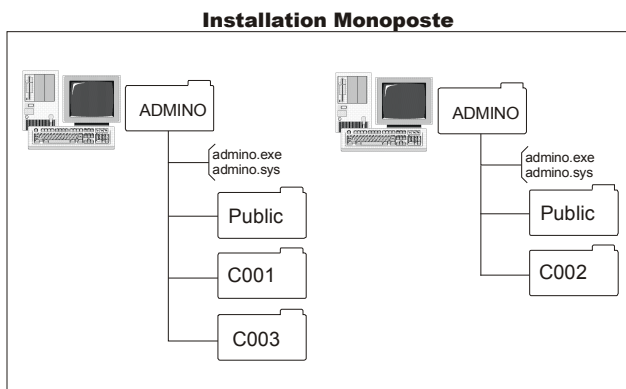 Installation Monoposte
ADMINO
admino.exe
admino.sys
Public
C001
C003
ADMINO
admino.exe
admino.sys
Public
C002